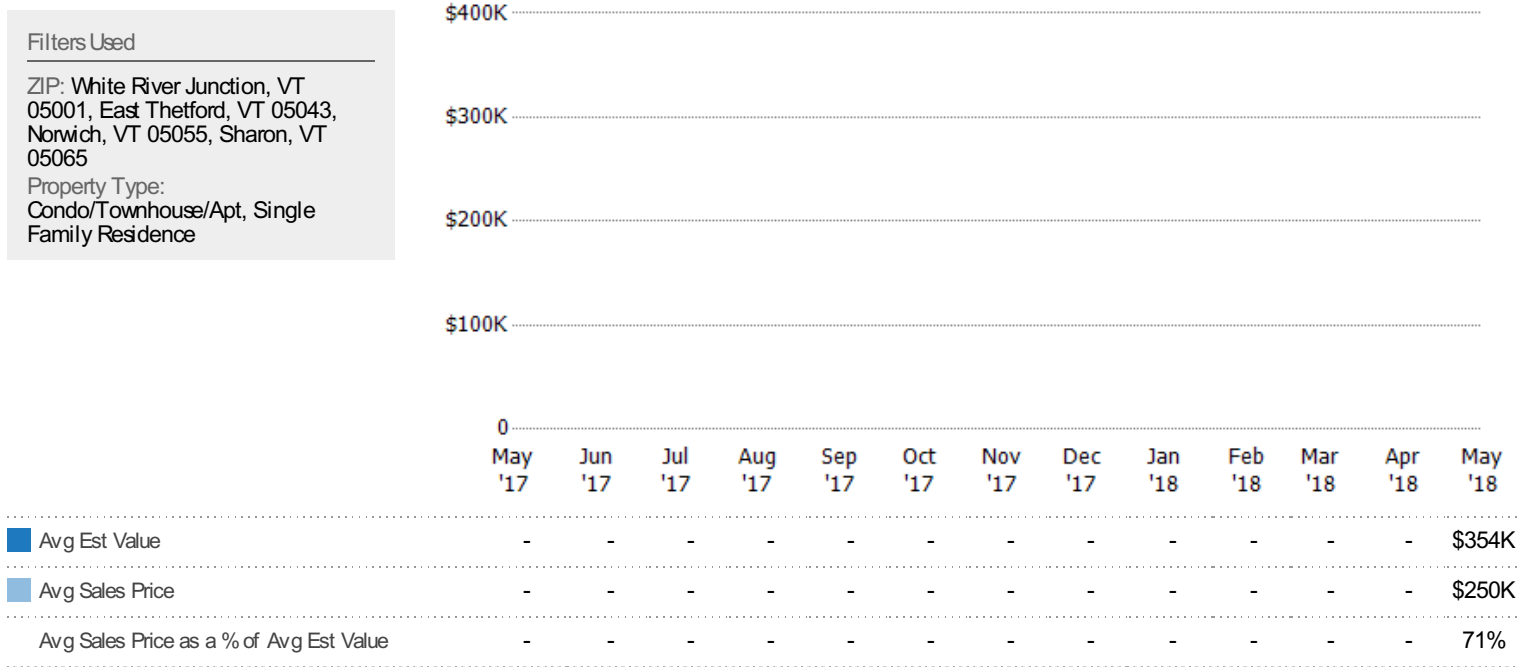 Filters Used
ZIP: White River Junction, VT
05001, East Thetford, VT 05043,
Norwich, VT 05055, Sharon, VT
05065
Property Type:
Condo/Townhouse/Apt, Single
Family Residence
$400K
$300K
$200K
$100K
0
May Jun Jul Aug Sep Oct Nov Dec Jan Feb Mar Apr May
'17 '17 '17 '17 '17 '17 '17 '17 '18 '18 '18 '18 '18
Avg Est Value - - - - - - - - - - - - $354K
Avg Sales Price - - - - - - - - - - - - $250K
Avg Sales Price as a % of Avg Est Value - - - - - - - - - - - - 71%